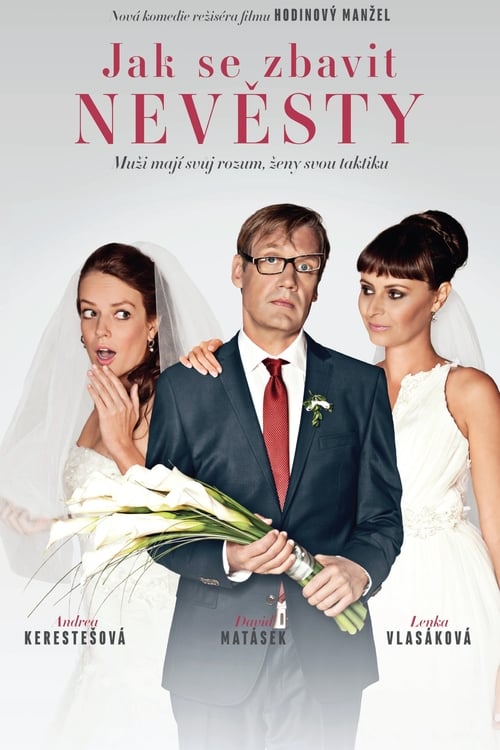 Nová komedie režiséra filmu HODINOVÝ MANŽEL
Jak se zbavit
NEVĚSTY
Muži mají svůj rozum, ženy svou taktiku
Andrea
KERESTEŠOVÁ
David
MATÁSEK
Lenka
VLASÁKOVÁ